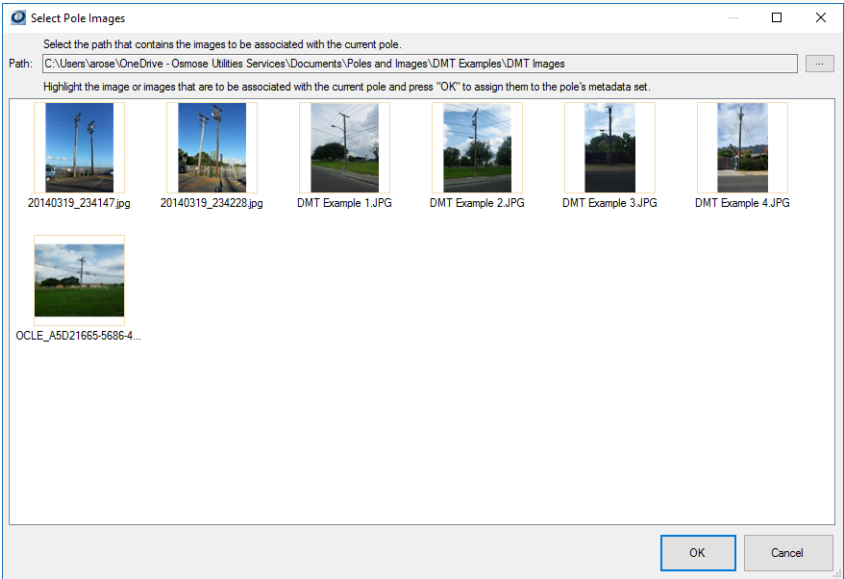 Select Pole Images
Select the path that contains the images to be associated with the current pole.
Path: C:\Users\arose\OneDrive - Osmose Utilities Services\Documents\Poles and Images\DMT Examples\DMT Images ...
Highlight the image or images that are to be associated with the current pole and press "OK" to assign them to the pole's metadata set.
20140319_234147.jpg 20140319_234228.jpg DMT Example 1.JPG DMT Example 2.JPG DMT Example 3.JPG DMT Example 4.JPG
OCLE_A5D21665-5686-4...
OK Cancel